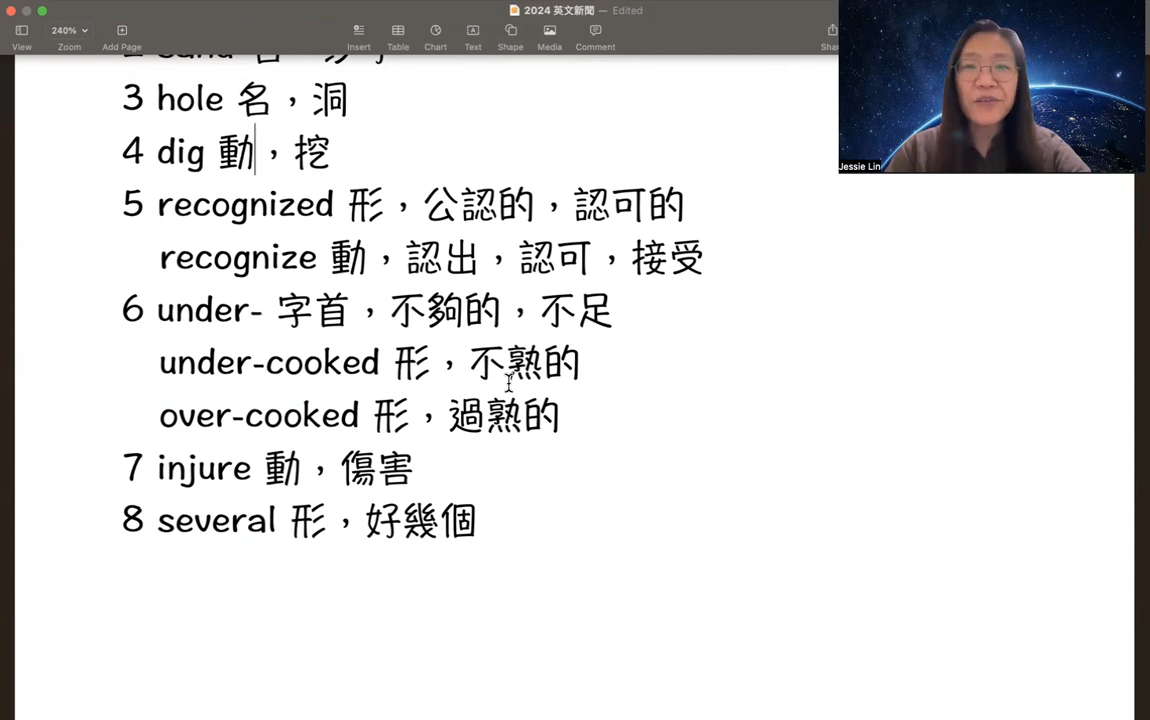 2024 英文新聞 — Edited
240%
View
Zoom
Add Page
Insert
Table
Chart
Text
Shape
Media
Comment
Jessie Lin
3 hole 名，洞
4 dig 動，挖
5 recognized 形，公認的，認可的
recognize 動，認出，認可，接受
6 under- 字首，不夠的，不足
under-cooked 形，不熟的
over-cooked 形，過熟的
7 injure 動，傷害
8 several 形，好幾個